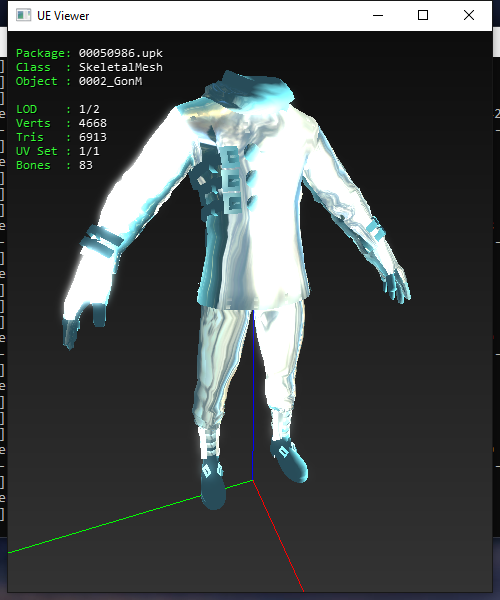 UE Viewer
Package: 00050986.upk
Class  : SkeletalMesh
Object : 0002_GonM
LOD    : 1/2
Verts  : 4668
Tris   : 6913
UV Set : 1/1
Bones  : 83